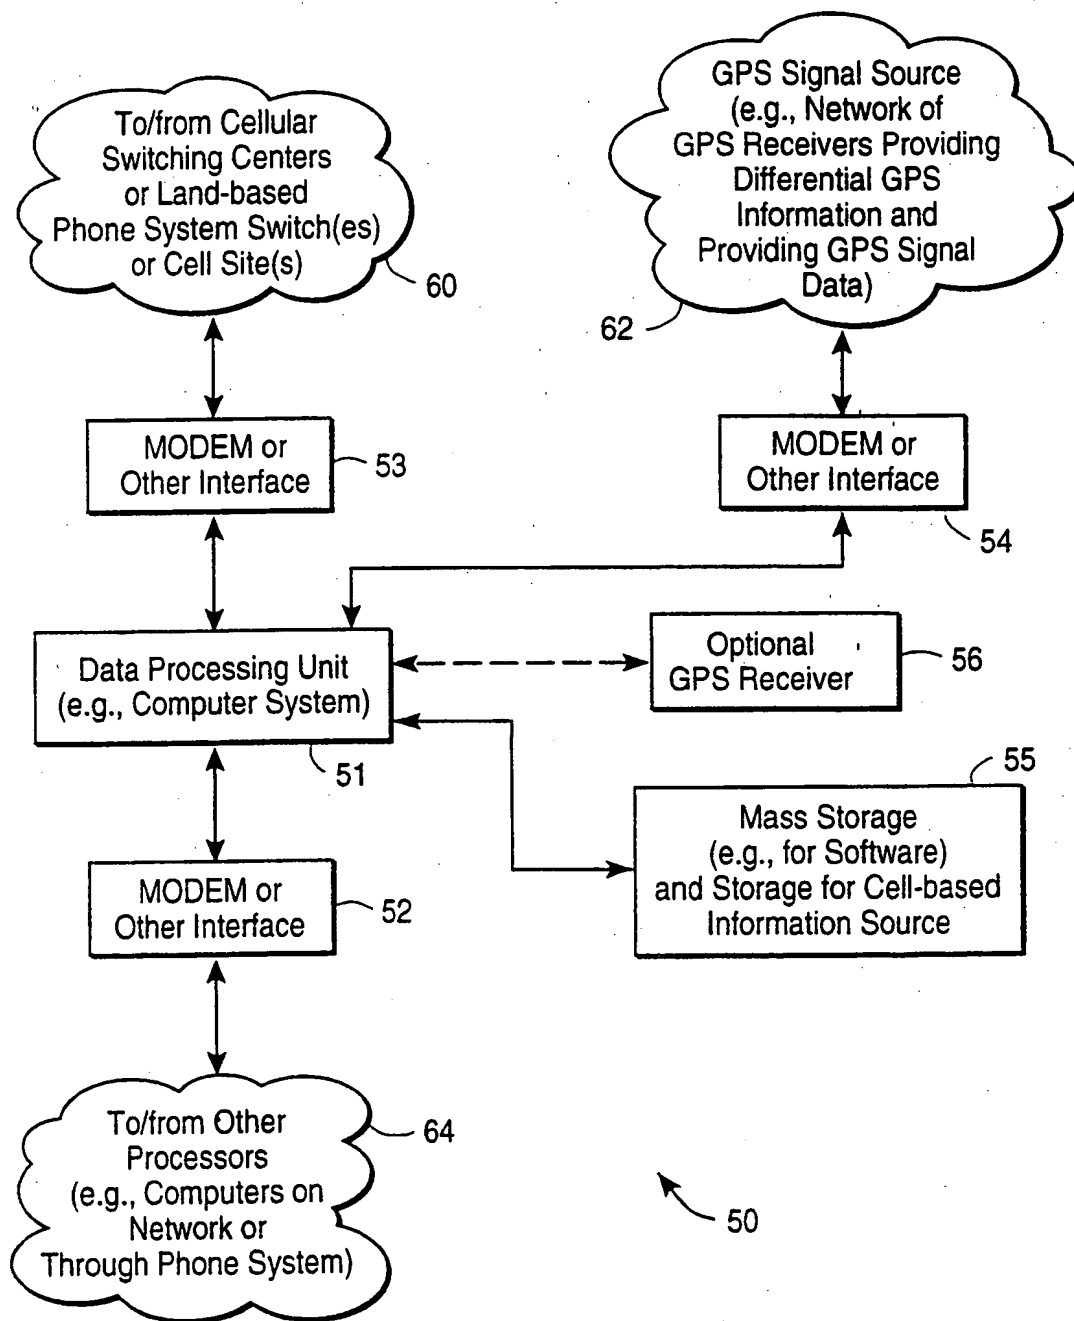 To/from Cellular
Switching Centers
or Land-based
Phone System Switch(es)
or Cell Site(s)
60
GPS Signal Source
(e.g., Network of
GPS Receivers Providing
Differential GPS
Information and
Providing GPS Signal
Data)
62
MODEM or
Other Interface
53
MODEM or
Other Interface
54
Data Processing Unit
(e.g., Computer System)
51
Optional
GPS Receiver
56
55
Mass Storage
(e.g., for Software)
and Storage for Cell-based
Information Source
MODEM or
Other Interface
52
To/from Other
Processors
(e.g., Computers on
Network or
Through Phone System)
64
50